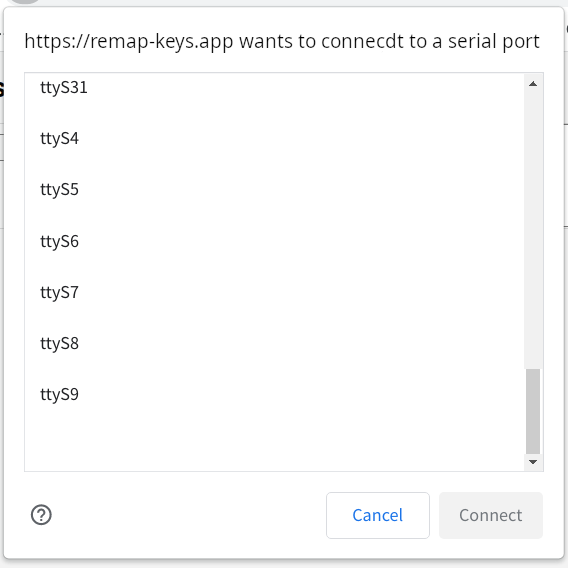 https://remap-keys.app wants to connecdt to a serial port
ttyS31
ttyS4
ttyS5
ttyS6
ttyS7
ttyS8
ttyS9
Cancel
Connect